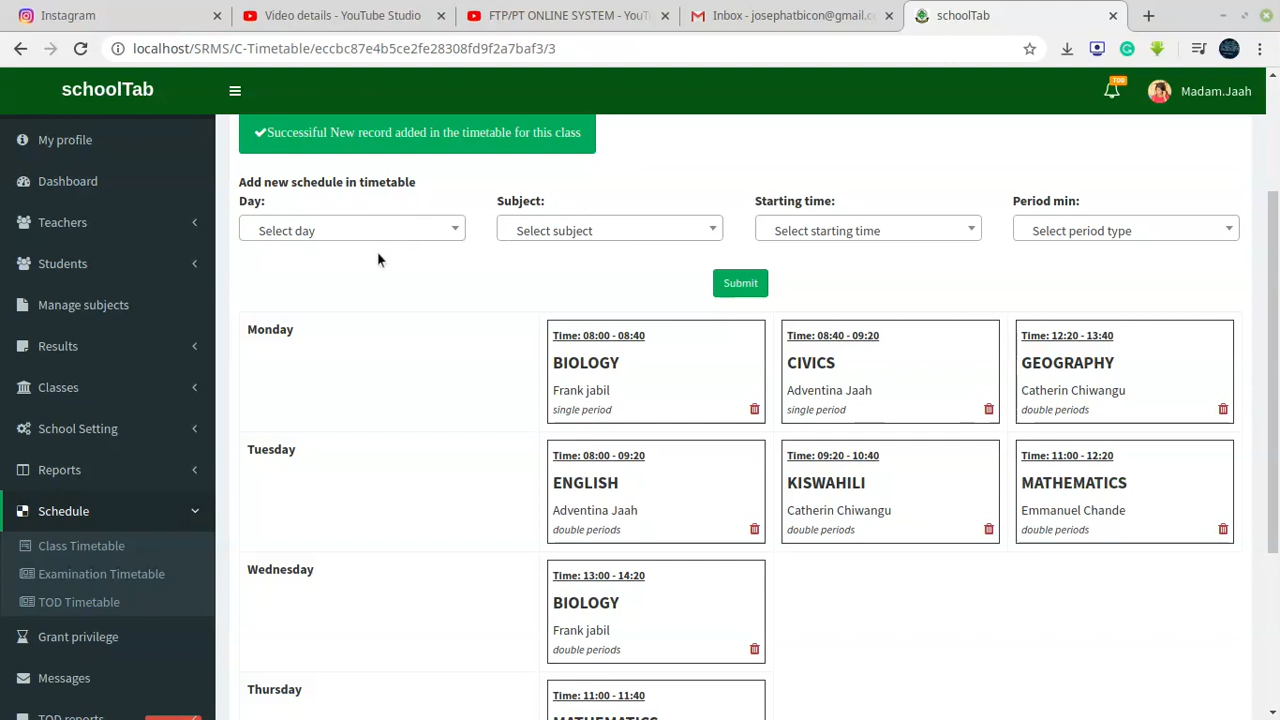 Instagram
Video details - YouTube Studio
FTP/PT ONLINE SYSTEM - YouT
Inbox - josephatbicon@gmail.c
schoolTab
localhost/SRMS/C-Timetable/eccbc87e4b5ce2fe28308fd9f2a7baf3/3
schoolTab
TOD
Madam.Jaah
My profile
Dashboard
Teachers
Students
Manage subjects
Results
Classes
School Setting
Reports
Schedule
Class Timetable
Examination Timetable
TOD Timetable
Grant privilege
Messages
TOD reports
Successiful New record added in the timetable for this class
Add new schedule in timetable
Day:
Subject:
Starting time:
Period min:
Select day
Select subject
Select starting time
Select period type
Submit
Monday
Time: 08:00 - 08:40
BIOLOGY
Frank jabil
single period
Time: 08:40 - 09:20
CIVICS
Adventina Jaah
single period
Time: 12:20 - 13:40
GEOGRAPHY
Catherin Chiwangu
double periods
Tuesday
Time: 08:00 - 09:20
ENGLISH
Adventina Jaah
double periods
Time: 09:20 - 10:40
KISWAHILI
Catherin Chiwangu
double periods
Time: 11:00 - 12:20
MATHEMATICS
Emmanuel Chande
double periods
Wednesday
Time: 13:00 - 14:20
BIOLOGY
Frank jabil
double periods
Thursday
Time: 11:00 - 11:40
MATHEMATICS